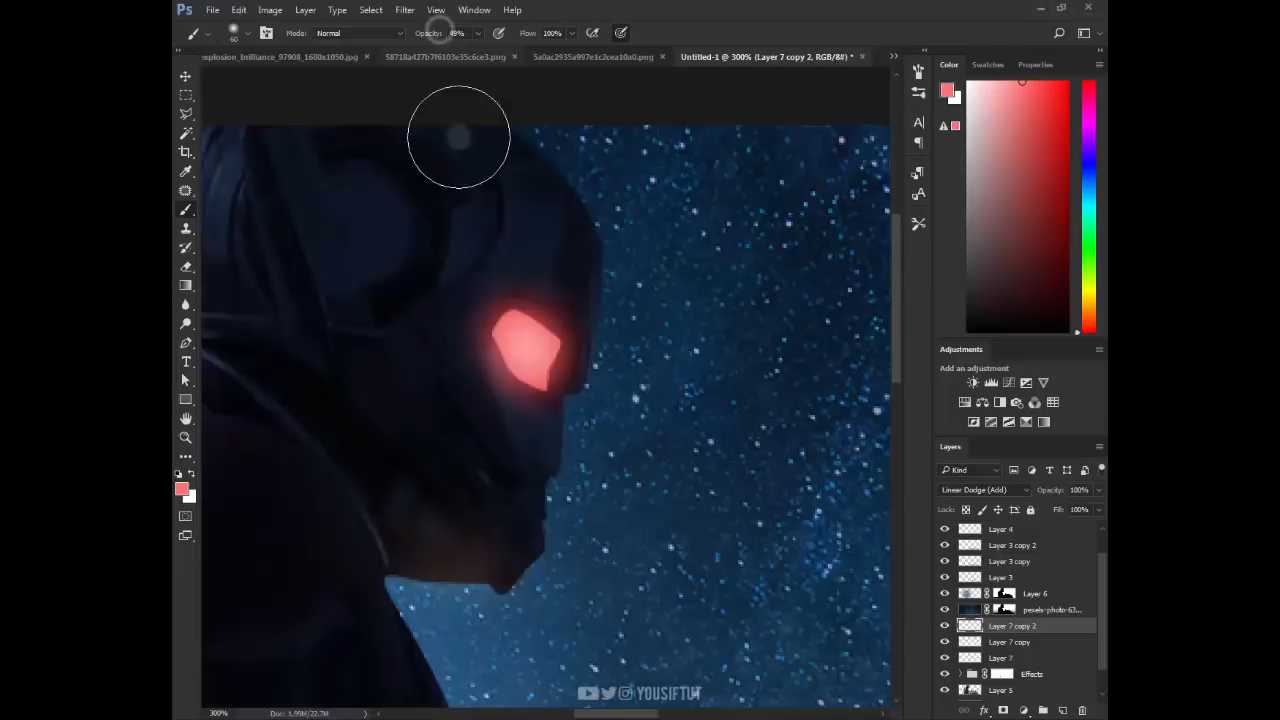 Ps File Edit Image Layer Type Select Filter View Window Help
60 Mode: Normal Opacity: 49% Flow: 100%
explosion_brilliance_97908_1680x1050.jpg 58718a427b7f6103e35c6ce3.png 5a0ac2935a997e1c2cea10a0.png Untitled-1 @ 300% (Layer 7 copy 2, RGB/8#) *
Color Swatches Properties
Adjustments
Add an adjustment
Layers
Kind
Linear Dodge (Add) Opacity: 100%
Lock: Fill: 100%
Layer 4
Layer 3 copy 2
Layer 3 copy
Layer 3
Layer 6
pexels-photo-63...
Layer 7 copy 2
Layer 7 copy
Layer 7
Effects
Layer 5
YOUSIFTUT
300% Doc: 1.99M/22.7M